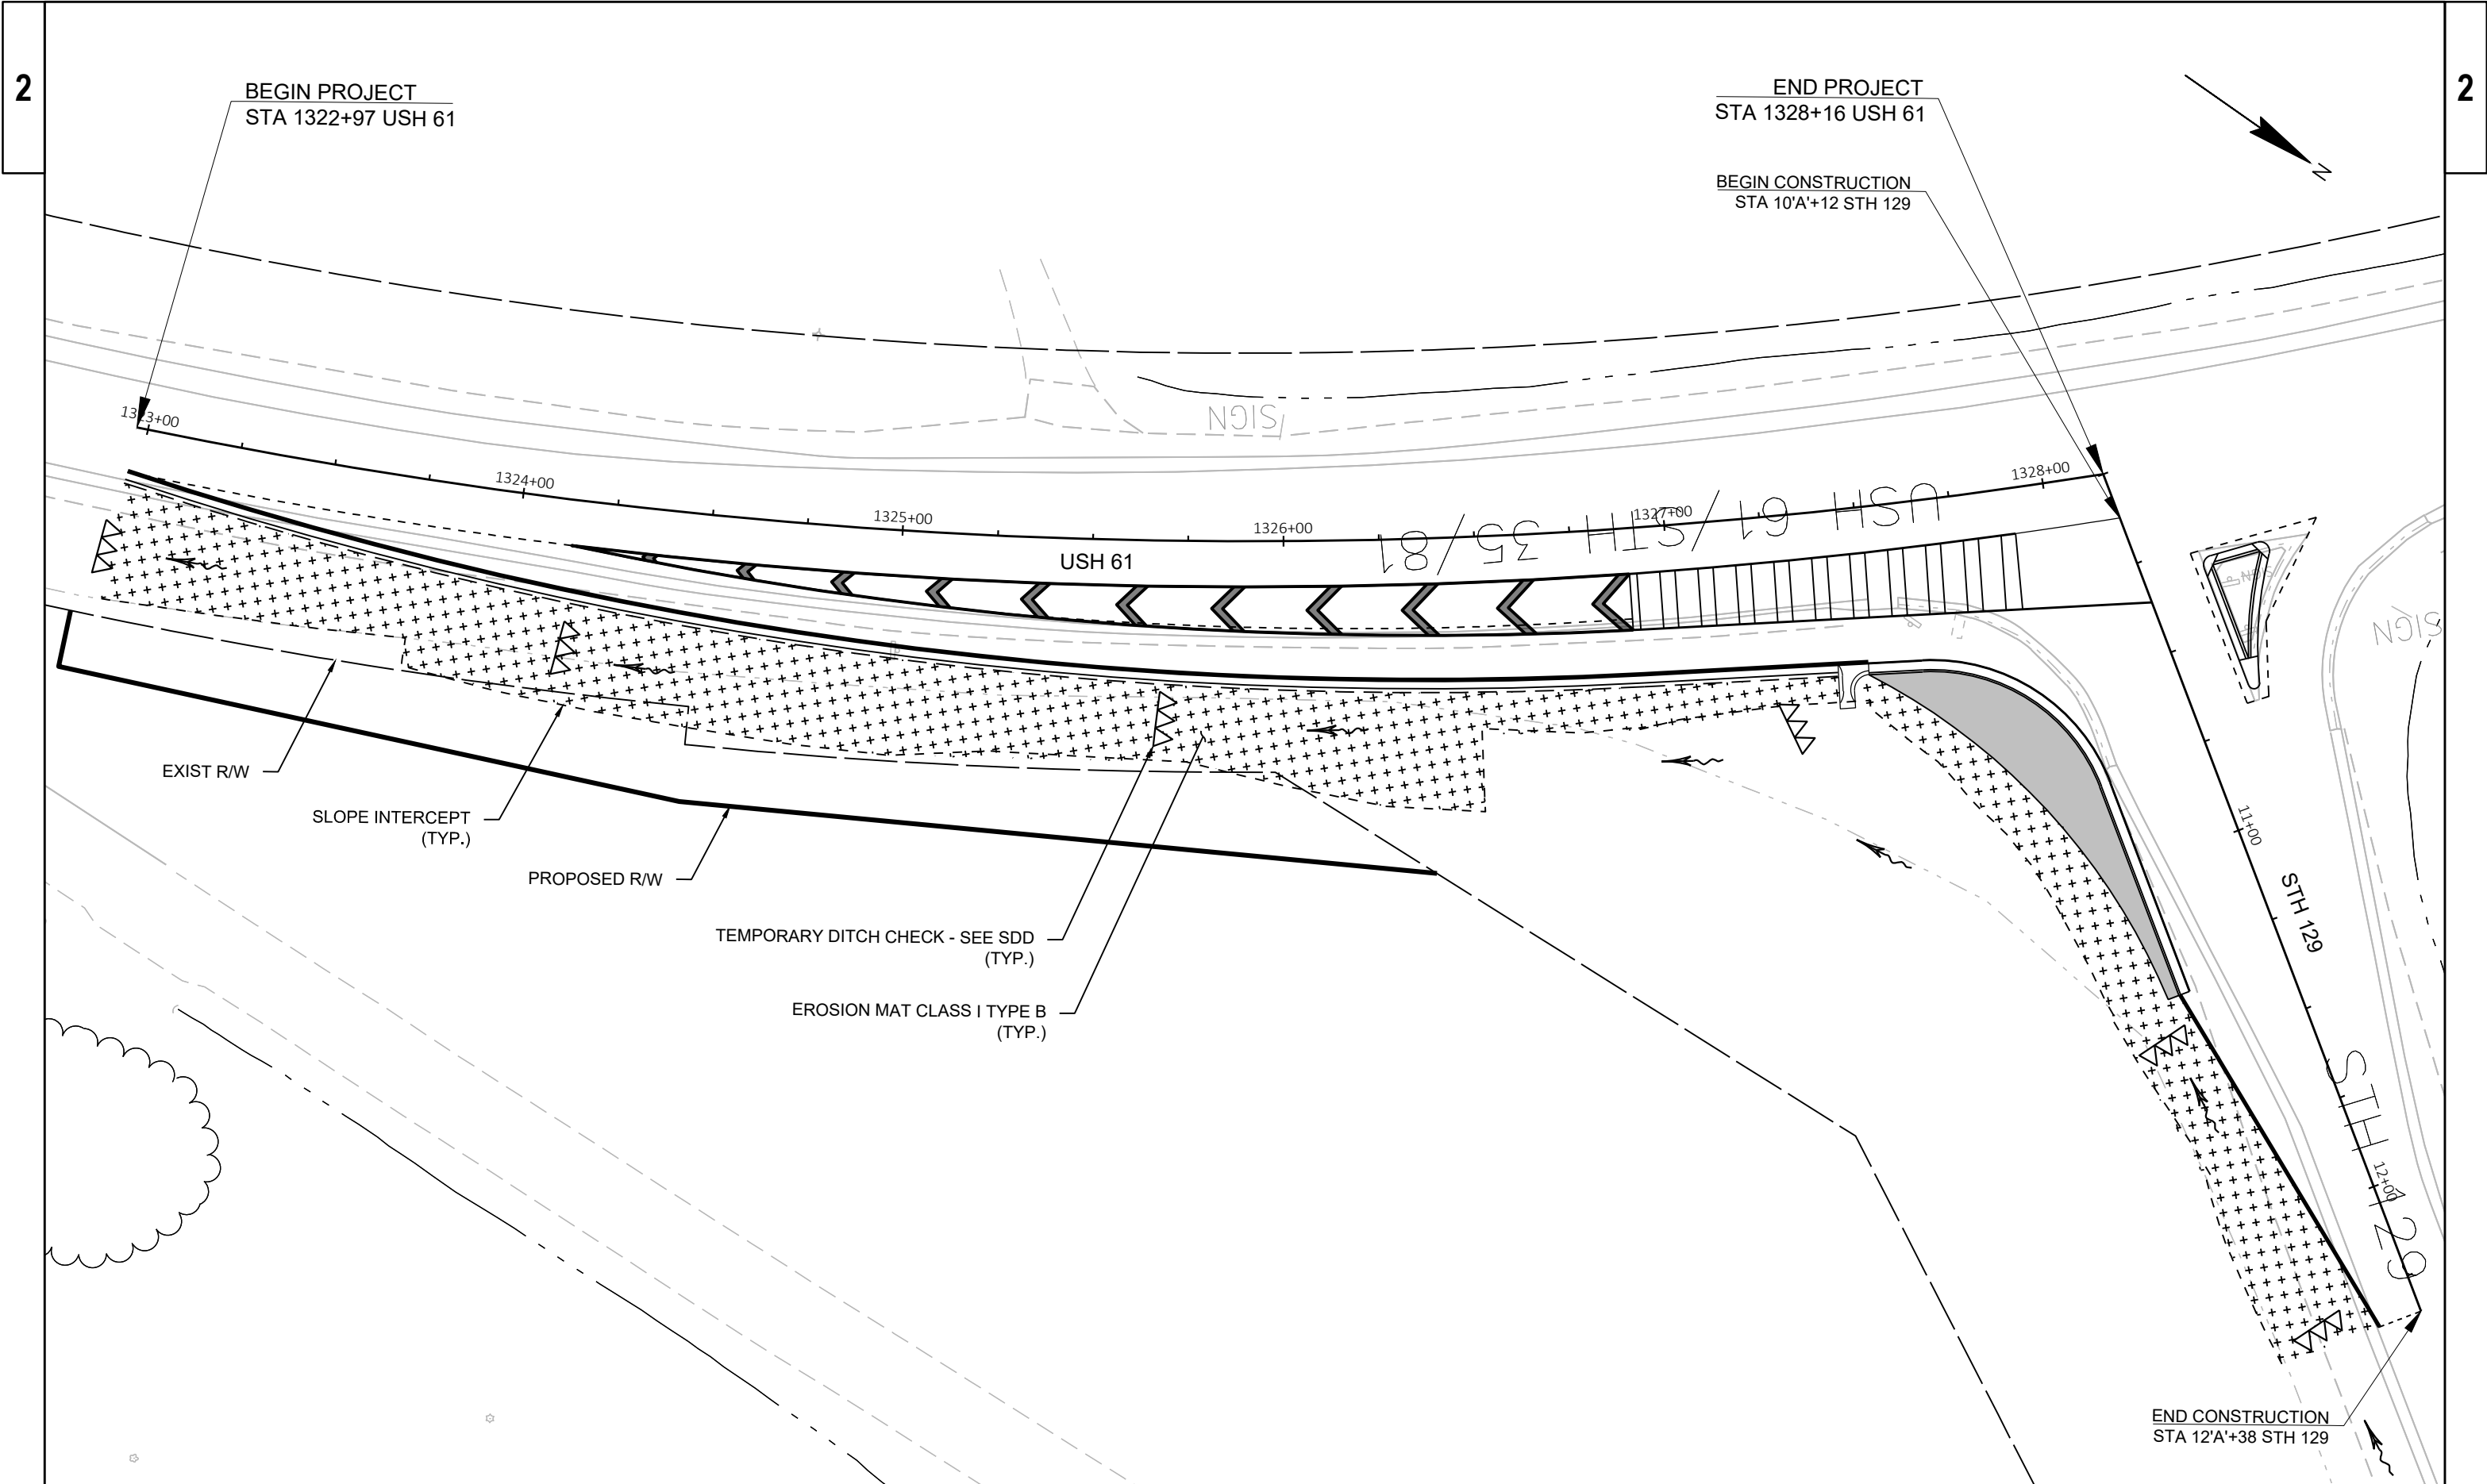 2
2
BEGIN PROJECT
STA 1322+97 USH 61
END PROJECT
STA 1328+16 USH 61
BEGIN CONSTRUCTION
STA 10'A'+12 STH 129
N
SIGN
1323+00
1324+00
1325+00
1326+00
1327+00
1328+00
USH 61
USH 61/STH 35/81
SIGN
SIGN
EXIST R/W
SLOPE INTERCEPT
(TYP.)
PROPOSED R/W
11+00
STH 129
TEMPORARY DITCH CHECK - SEE SDD
(TYP.)
EROSION MAT CLASS I TYPE B
(TYP.)
STH 129
12+00
END CONSTRUCTION
STA 12'A'+38 STH 129